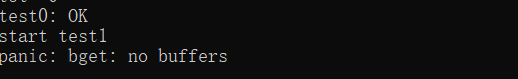 test0: OK
start test1
panic: bget: no buffers